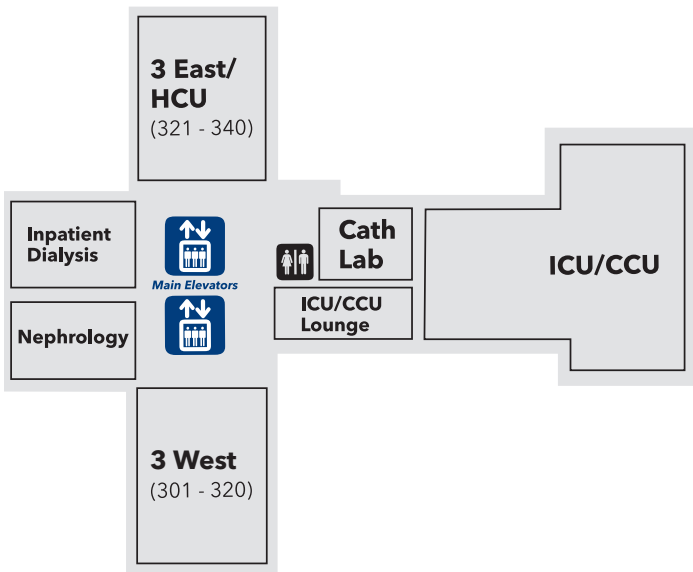 3 East/
HCU
(321 - 340)
Inpatient
Dialysis
Main Elevators
Cath
Lab
ICU/CCU
ICU/CCU
Lounge
Nephrology
3 West
(301 - 320)